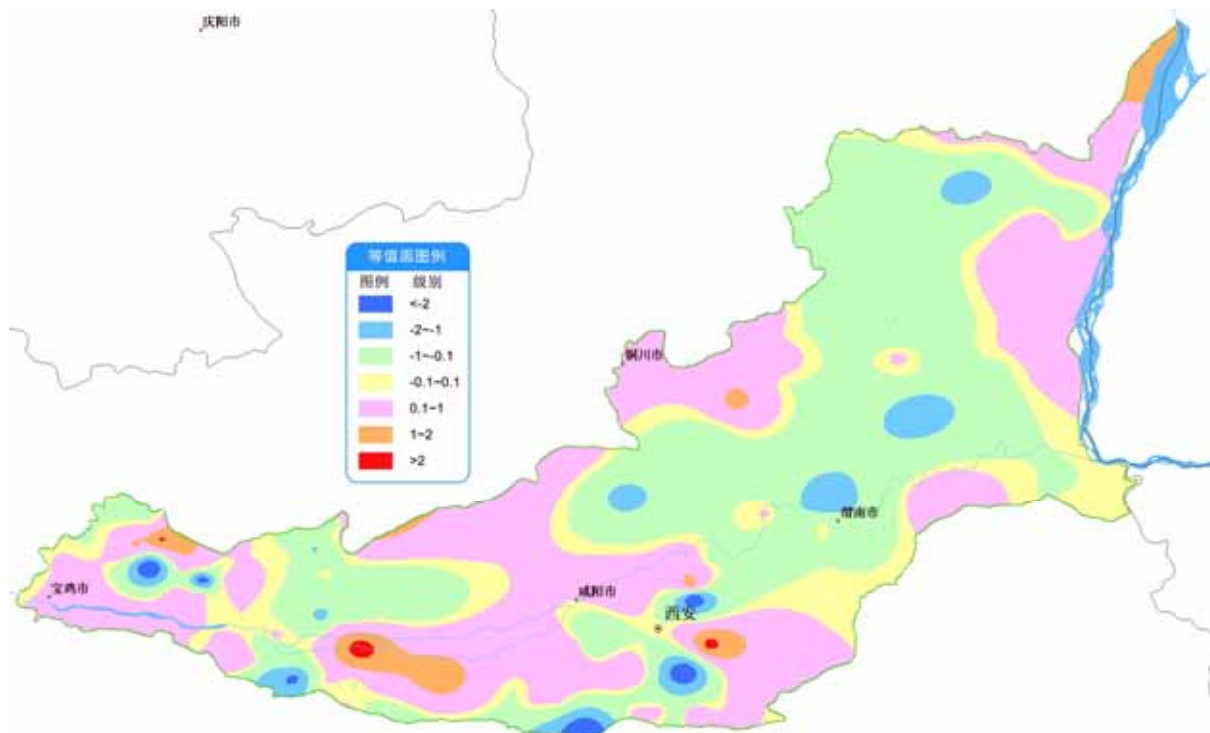 庆阳市
等值面图例
图例 级别
<-2
-2~-1
-1~-0.1
-0.1~0.1
0.1~1
1~2
>2
铜川市
渭南市
宝鸡市
咸阳市
西安